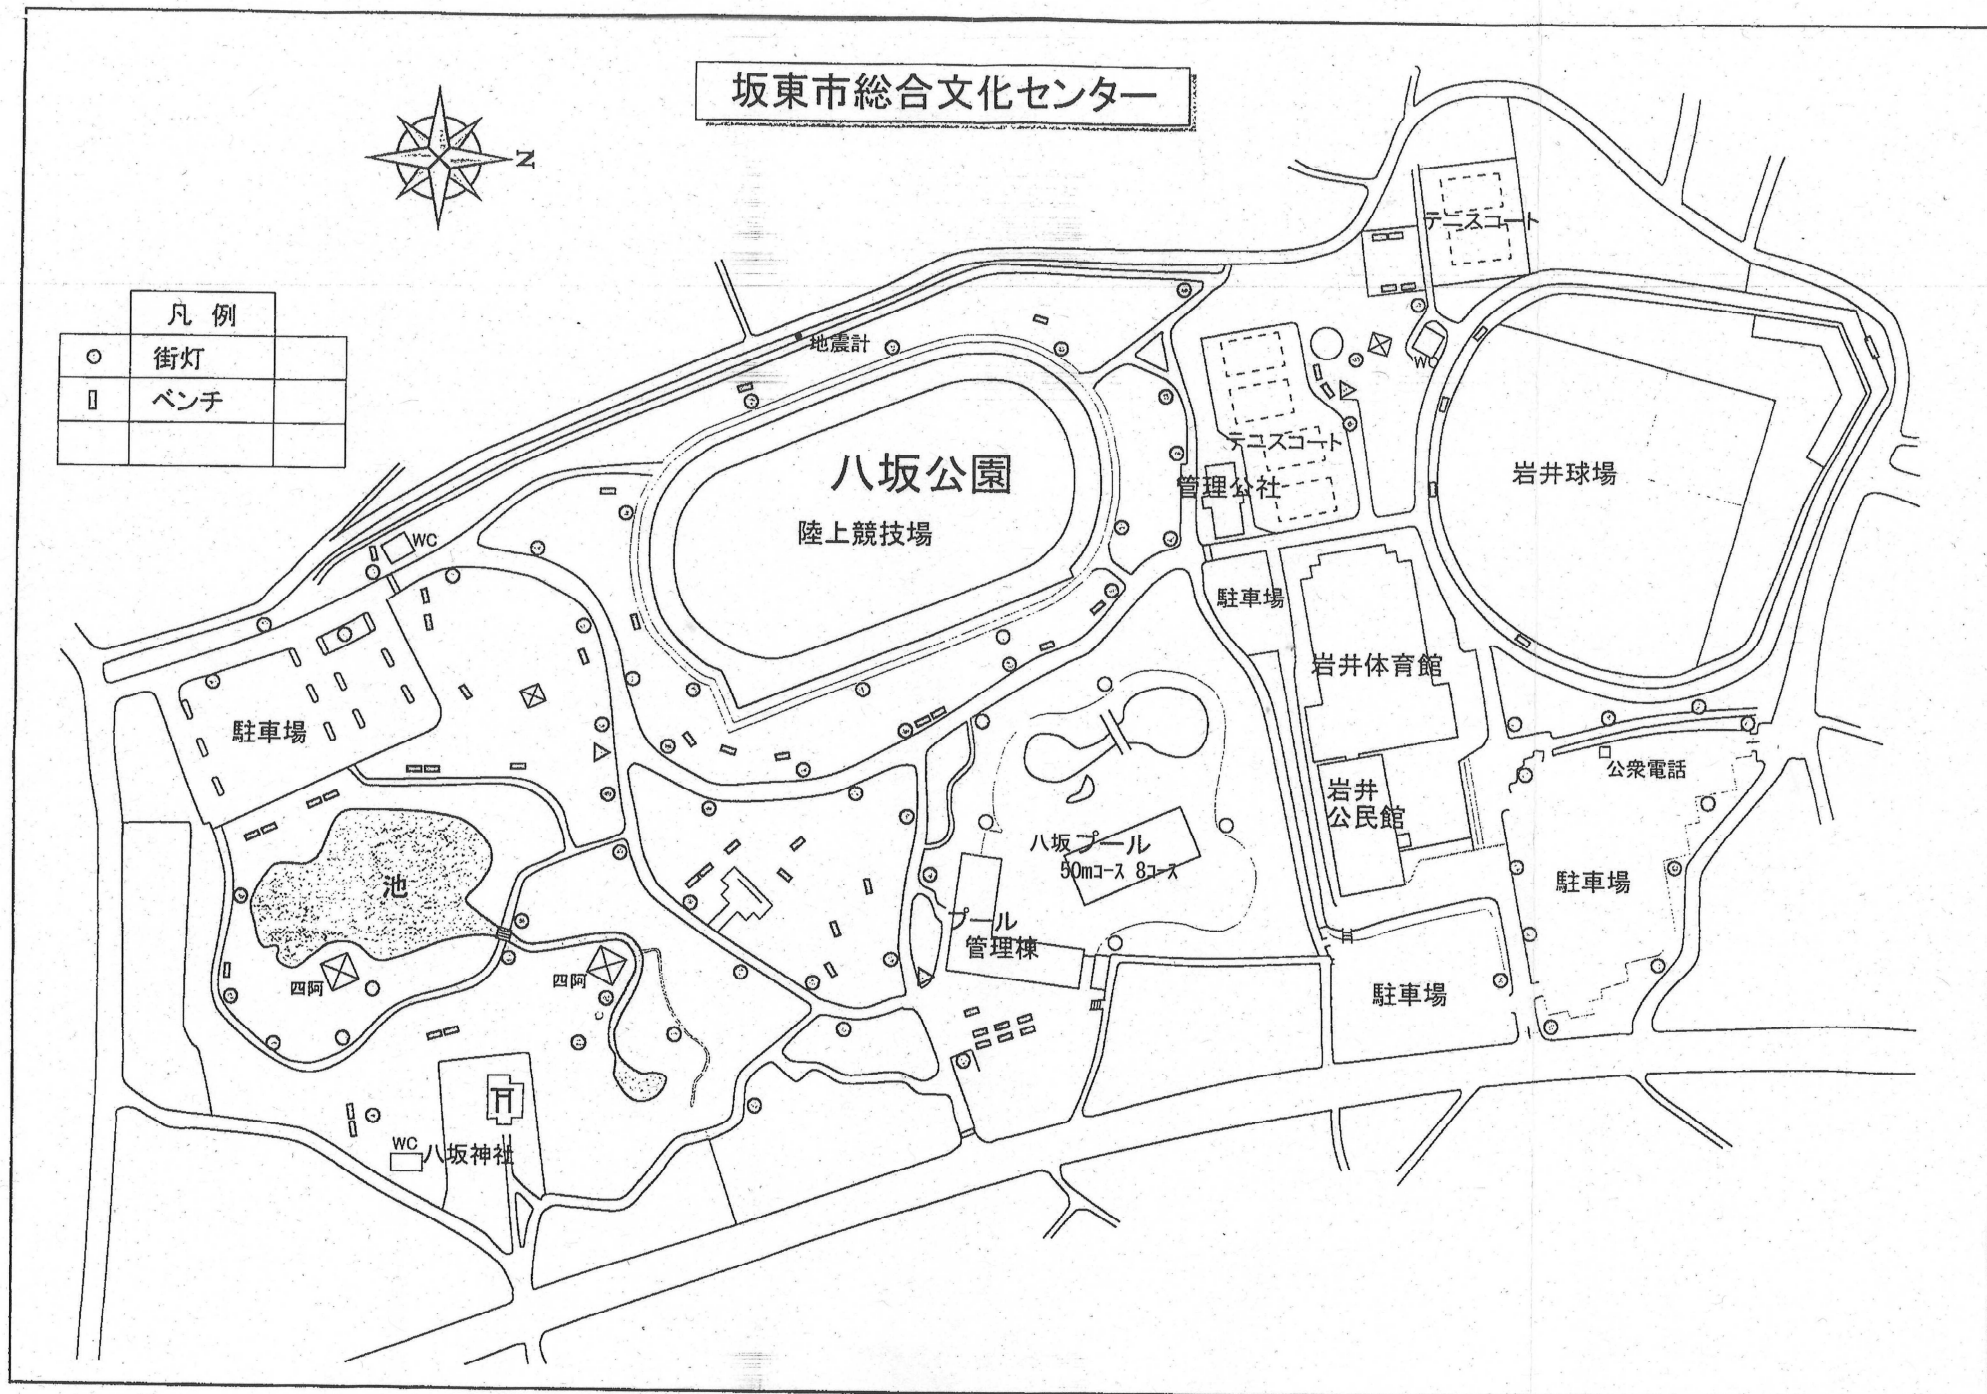 坂東市総合文化センター
N
凡 例
街灯
ベンチ
テニスコート
地震計
WC
八坂公園
陸上競技場
テニスコート
管理公社
岩井球場
WC
駐車場
岩井体育館
駐車場
公衆電話
岩井
公民館
八坂プール
50mコース 8コース
池
駐車場
プール
管理棟
四阿
四阿
駐車場
WC
八坂神社